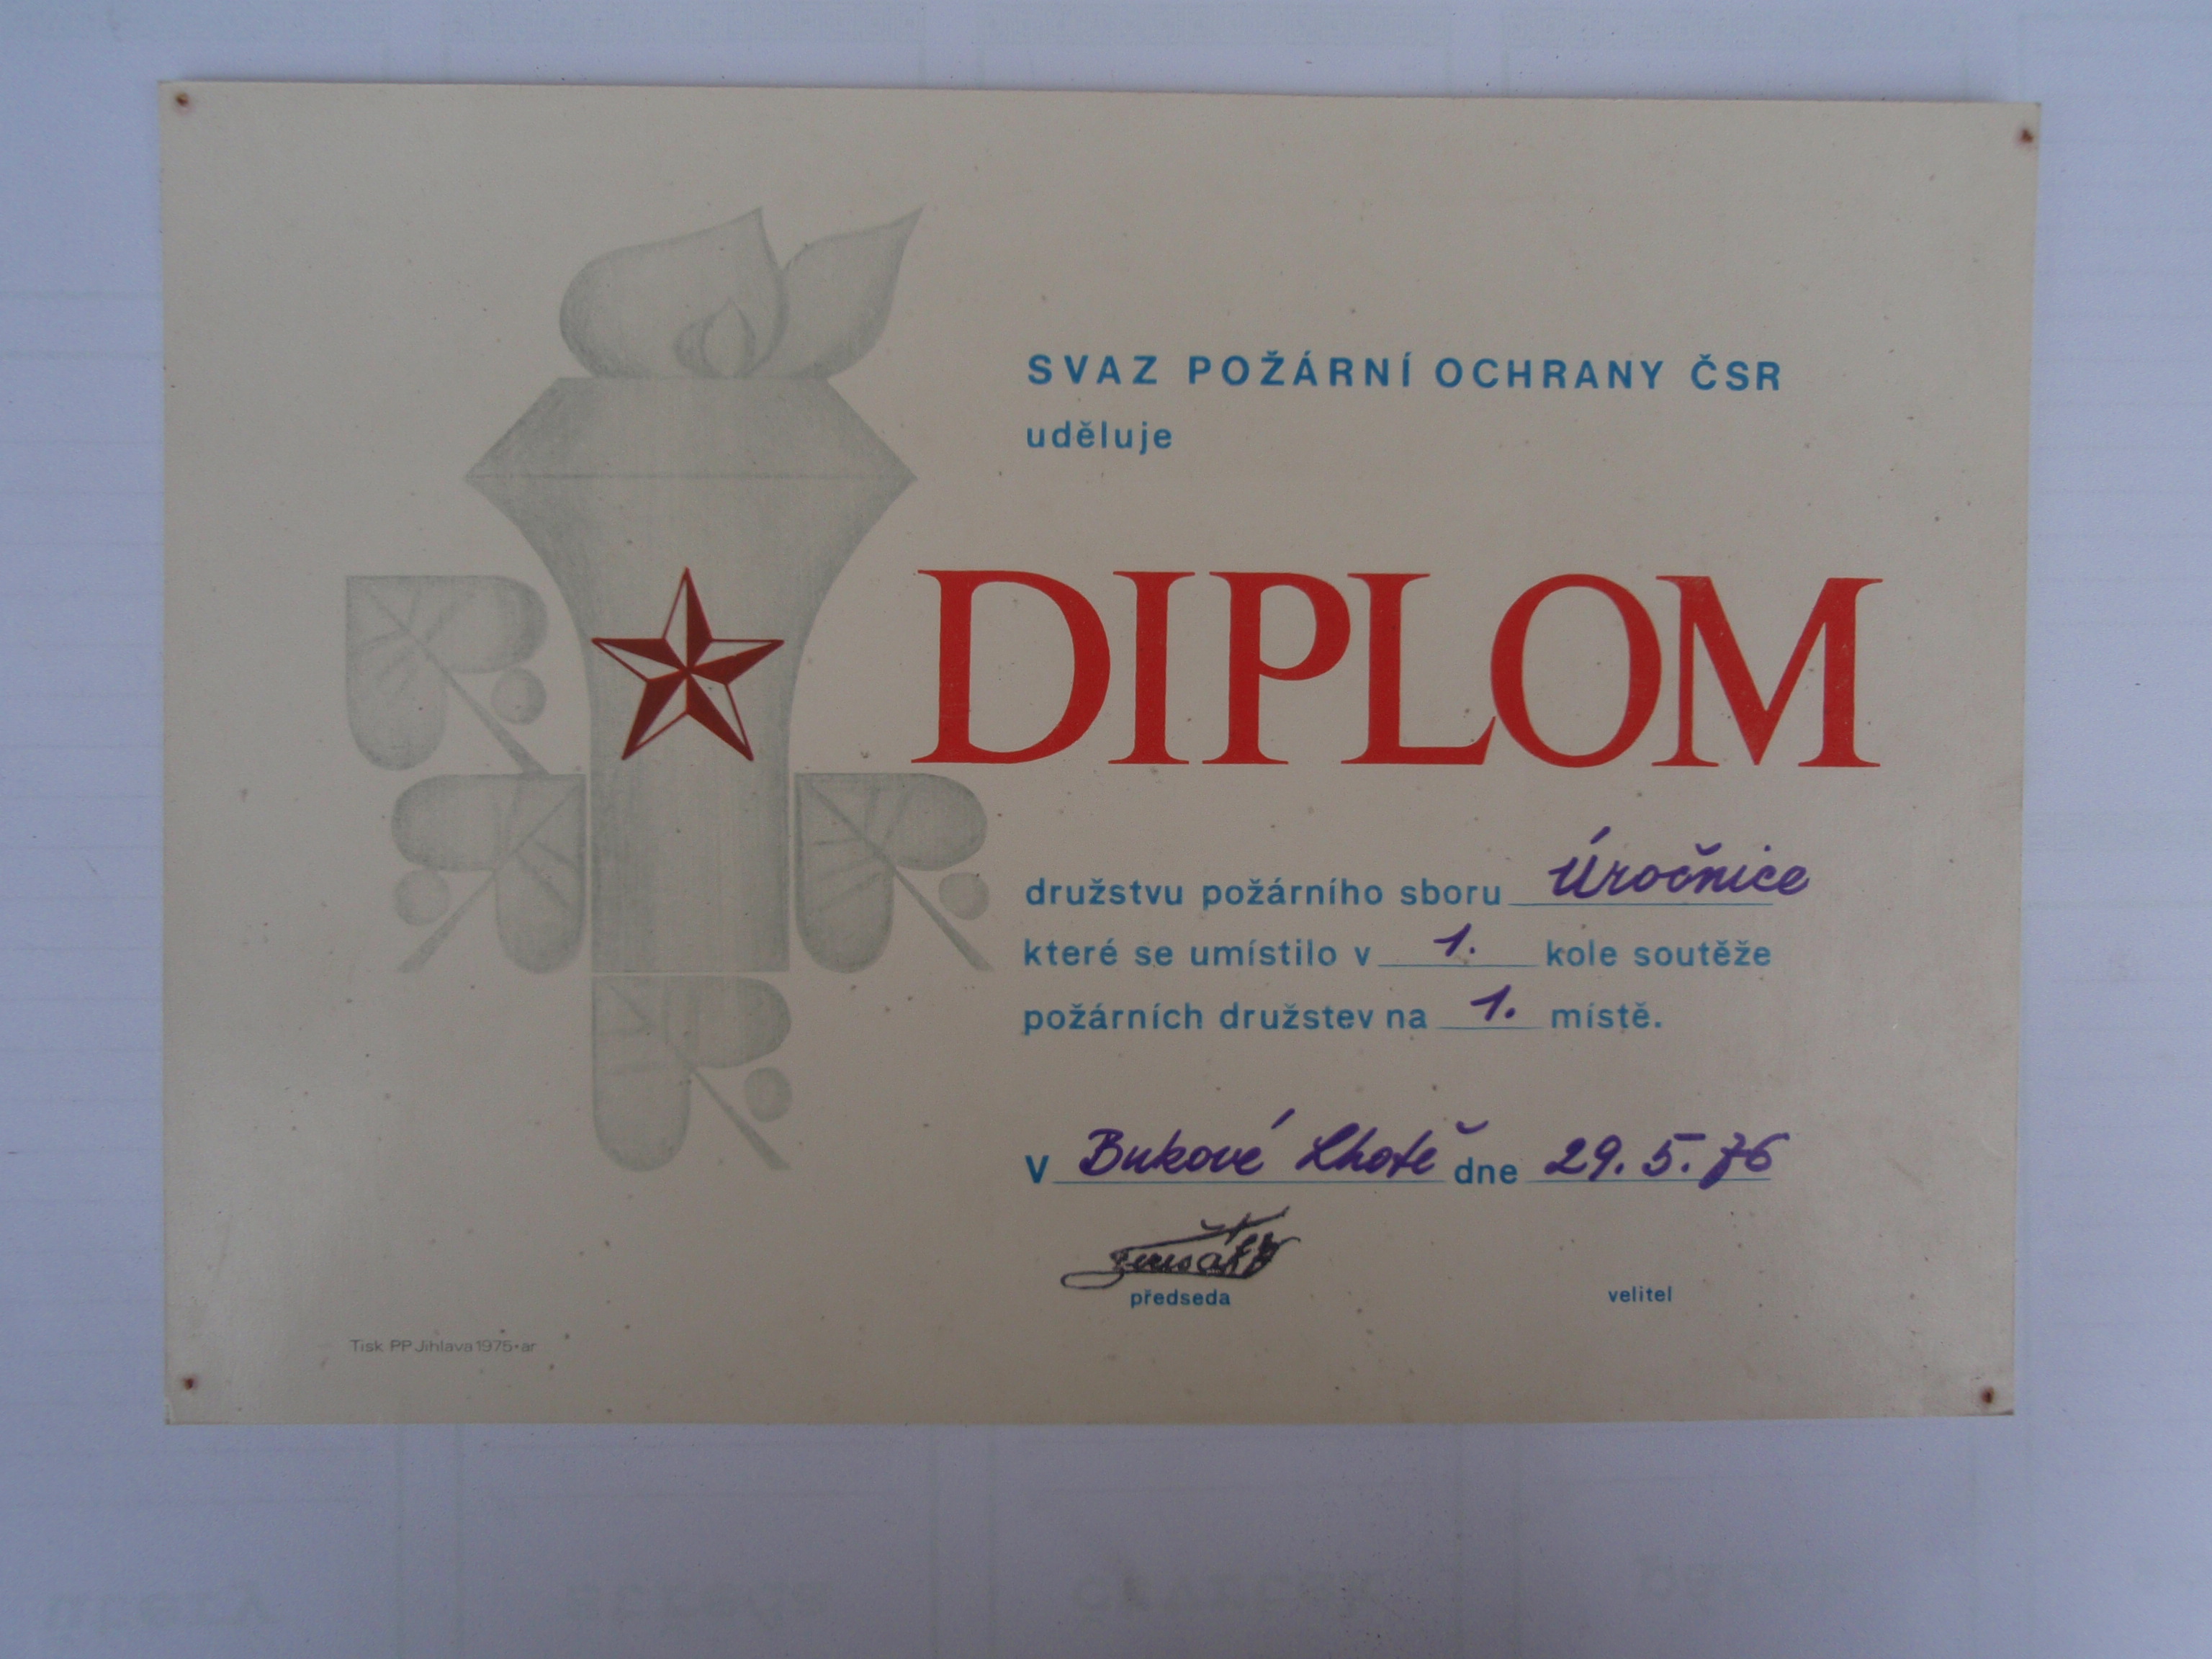 SVAZ POŽÁRNÍ OCHRANY ČSR
uděluje
DIPLOM
družstvu požárního sboru Úročnice
které se umístilo v 1. kole soutěže
požárních družstev na 1. místě.
V Bukové Lhotě dne 29. 5. 76
předseda
velitel
Tisk PP Jihlava 1975•ar